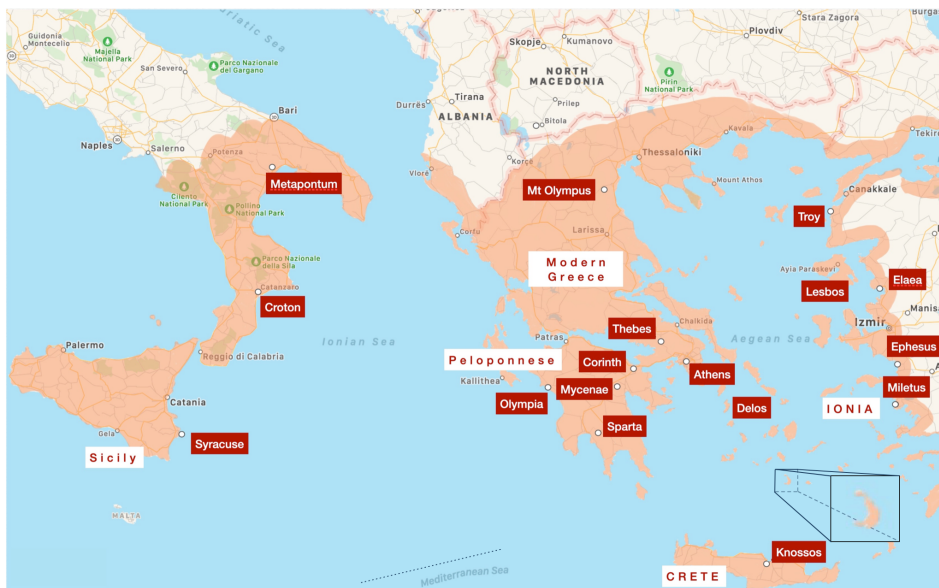 Adriatic Sea
Guidonia
Montecelio
Majella
National Park
San Severo
Parco Nazionale
del Gargano
Bari
Naples
Salerno
Potenza
Metapontum
Cilento
National Park
Pollino
National Park
Parco Nazionale
della Sila
Catanzaro
Croton
Ionian Sea
Palermo
Reggio di Calabria
Catania
Gela
Sicily
Syracuse
MALTA
Skopje
Kumanovo
NORTH
MACEDONIA
Prilep
Bitola
Durrës
Tirana
ALBANIA
Vlorë
Korçë
Corfu
Stara Zagora
Plovdiv
Pirin
National Park
Kavala
Thessaloniki
Mount Athos
Mt Olympus
Larissa
Modern
Greece
Canakkale
Troy
Ayia Paraskevi
Lesbos
Elaea
Manisa
Izmir
Aegean Sea
Chalkida
Thebes
Patras
Peloponnese
Corinth
Kallithea
Mycenae
Olympia
Athens
Delos
Sparta
Ephesus
Miletus
IONIA
Knossos
CRETE
Mediterranean Sea